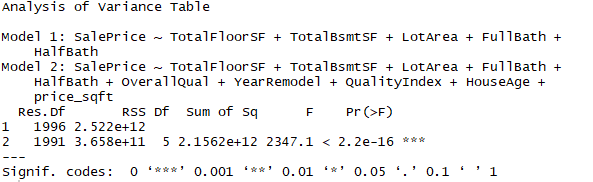 Analysis of Variance Table
Model 1: SalePrice ~ TotalFloorSF + TotalBsmtSF + LotArea + FullBath +
HalfBath
Model 2: SalePrice ~ TotalFloorSF + TotalBsmtSF + LotArea + FullBath +
HalfBath + OverallQual + YearRemodel + QualityIndex + HouseAge +
price_sqft
Res.Df RSS Df Sum of Sq F Pr(>F)
1 1996 2.522e+12
2 1991 3.658e+11 5 2.1562e+12 2347.1 < 2.2e-16 ***
---
Signif. codes: 0 ‘***’ 0.001 ‘**’ 0.01 ‘*’ 0.05 ‘.’ 0.1 ‘ ’ 1